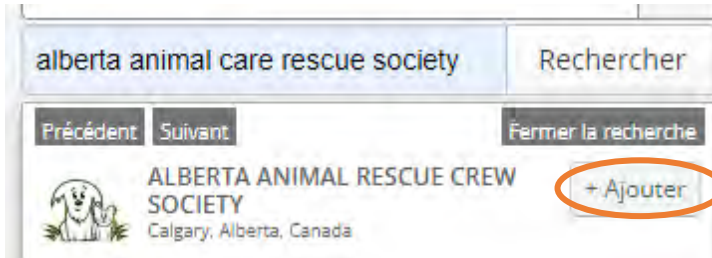 alberta animal care rescue society Rechercher
Précédent Suivant Fermer la recherche
ALBERTA ANIMAL RESCUE CREW + Ajouter
SOCIETY
Calgary, Alberta, Canada